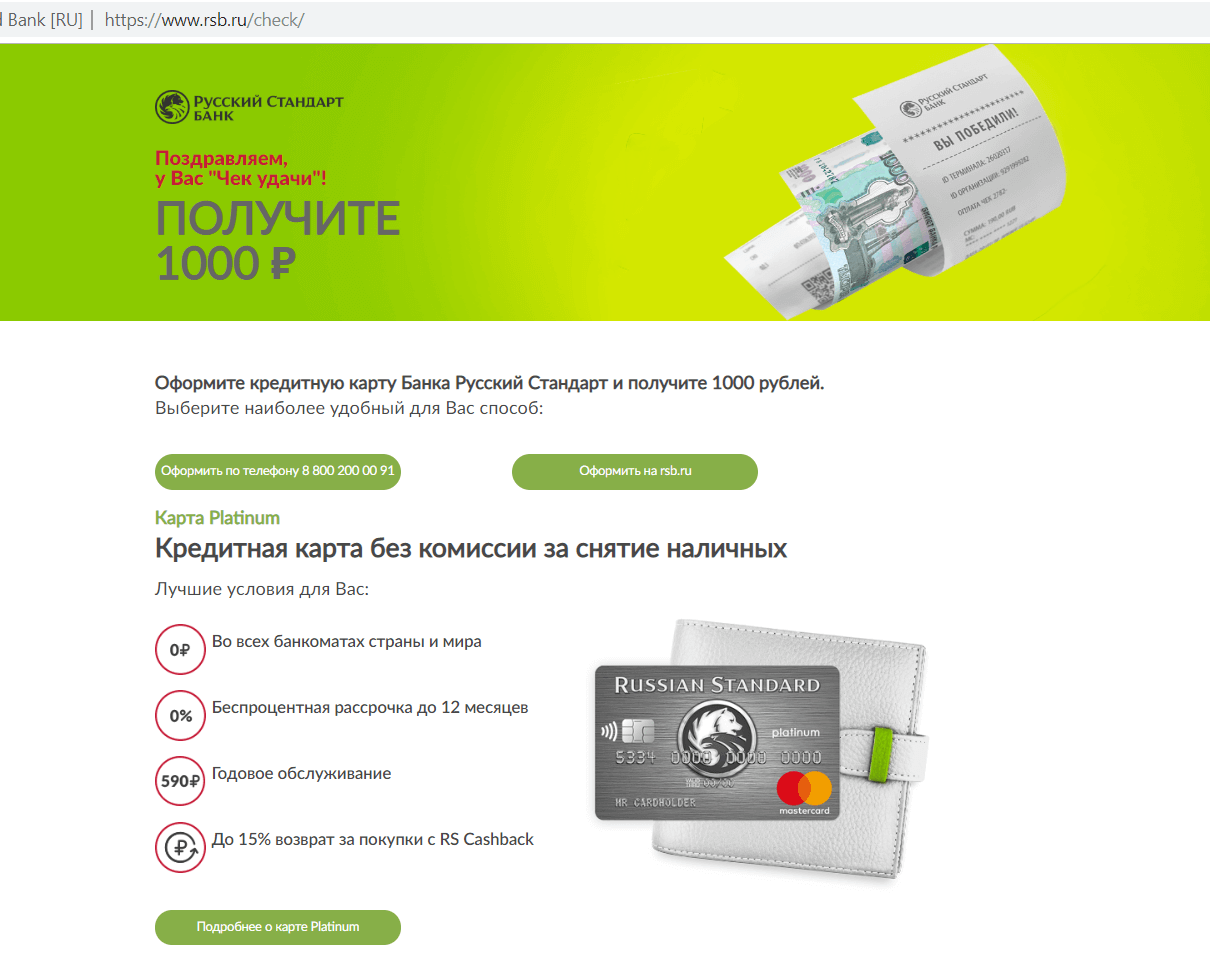 d Bank [RU] | https://www.rsb.ru/check/
Русский Стандарт
БАНК
Поздравляем,
у Вас "Чек удачи"!
ПОЛУЧИТЕ
1000 ₽
Русский Стандарт
БАНК
ВЫ ПОБЕДИЛИ!
ID ТЕРМИНАЛА: 26020117
ID ОРГАНИЗАЦИИ:
ОПЛАТА ЧЕК 2782-
СУММА: 190.00 RUR
Оформите кредитную карту Банка Русский Стандарт и получите 1000 рублей.
Выберите наиболее удобный для Вас способ:
Оформить по телефону 8 800 200 00 91
Оформить на rsb.ru
Карта Platinum
Кредитная карта без комиссии за снятие наличных
Лучшие условия для Вас:
0₽ Во всех банкоматах страны и мира
0% Беспроцентная рассрочка до 12 месяцев
590₽ Годовое обслуживание
₽ До 15% возврат за покупки с RS Cashback
RUSSIAN STANDARD
platinum
5334 0000 0000 0000
00/00
MR CARDHOLDER
mastercard
Подробнее о карте Platinum